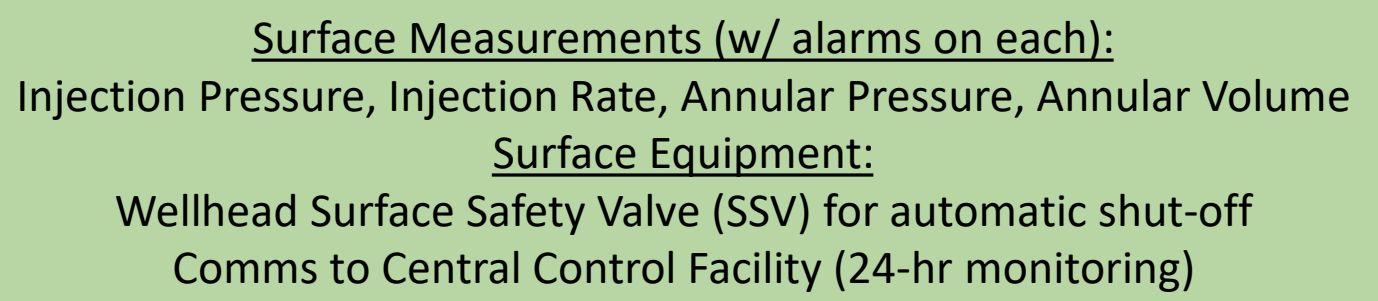 Surface Measurements (w/ alarms on each):
Injection Pressure, Injection Rate, Annular Pressure, Annular Volume
Surface Equipment:
Wellhead Surface Safety Valve (SSV) for automatic shut-off
Comms to Central Control Facility (24-hr monitoring)